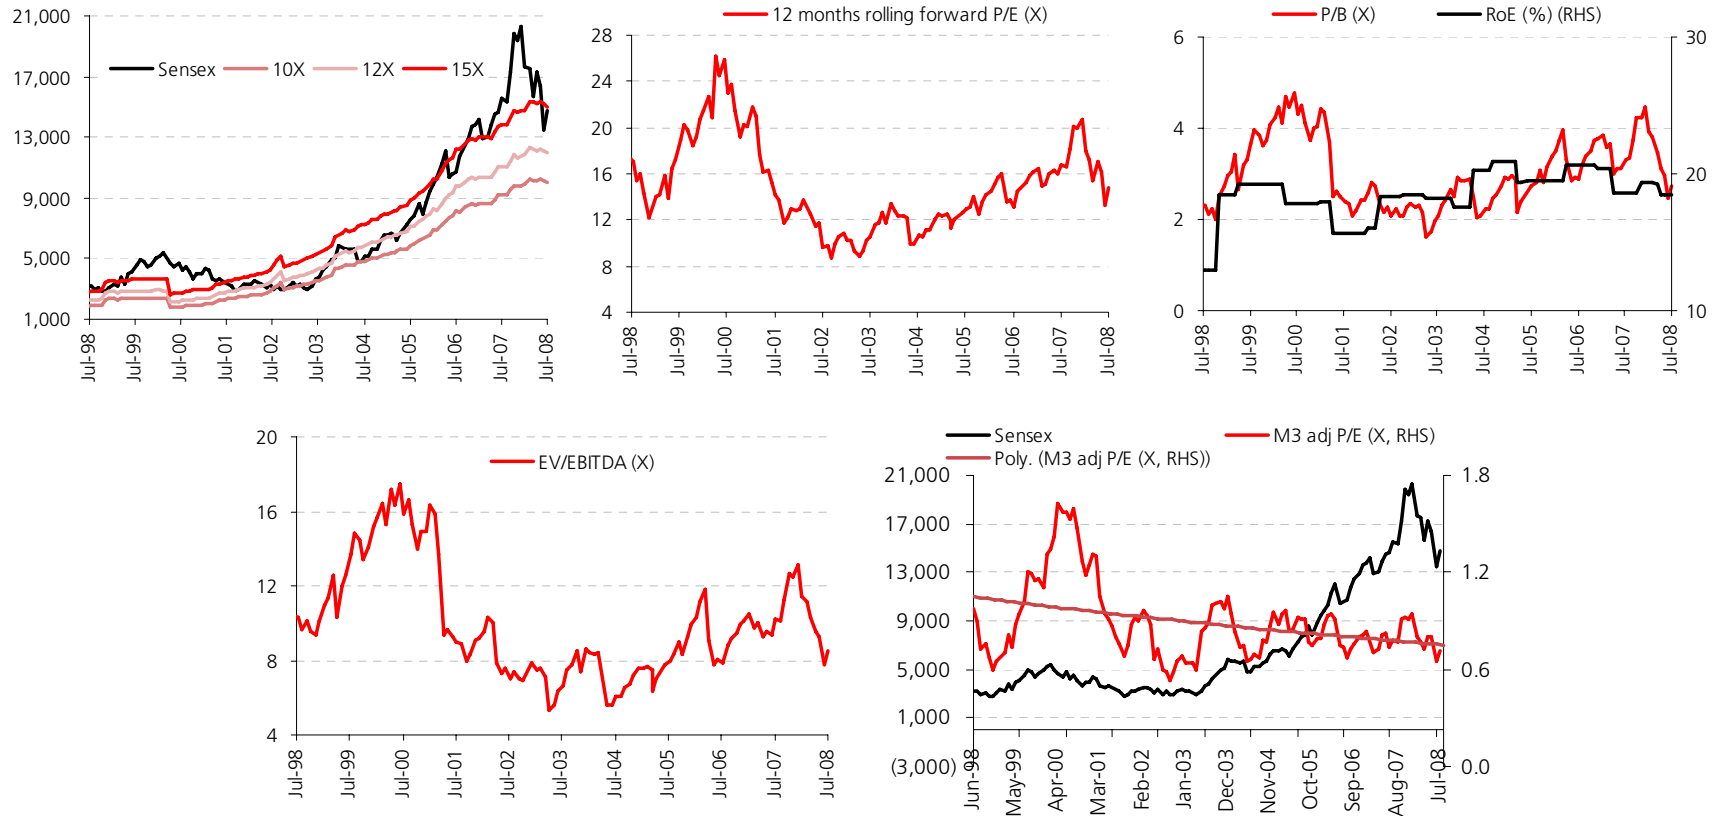 Sensex 10X 12X 15X
21,000
17,000
13,000
9,000
5,000
1,000
Jul-98 Jul-99 Jul-00 Jul-01 Jul-02 Jul-03 Jul-04 Jul-05 Jul-06 Jul-07 Jul-08
12 months rolling forward P/E (X)
28
24
20
16
12
8
4
Jul-98 Jul-99 Jul-00 Jul-01 Jul-02 Jul-03 Jul-04 Jul-05 Jul-06 Jul-07 Jul-08
P/B (X) RoE (%) (RHS)
6 30
4
20
2
0 10
Jul-98 Jul-99 Jul-00 Jul-01 Jul-02 Jul-03 Jul-04 Jul-05 Jul-06 Jul-07 Jul-08
EV/EBITDA (X)
20
16
12
8
4
Jul-98 Jul-99 Jul-00 Jul-01 Jul-02 Jul-03 Jul-04 Jul-05 Jul-06 Jul-07 Jul-08
Sensex M3 adj P/E (X, RHS)
Poly. (M3 adj P/E (X, RHS))
21,000 1.8
17,000
13,000 1.2
9,000
5,000 0.6
1,000
(3,000) 0.0
Jun-98 May-99 Apr-00 Mar-01 Feb-02 Jan-03 Dec-03 Nov-04 Oct-05 Sep-06 Aug-07 Jul-08